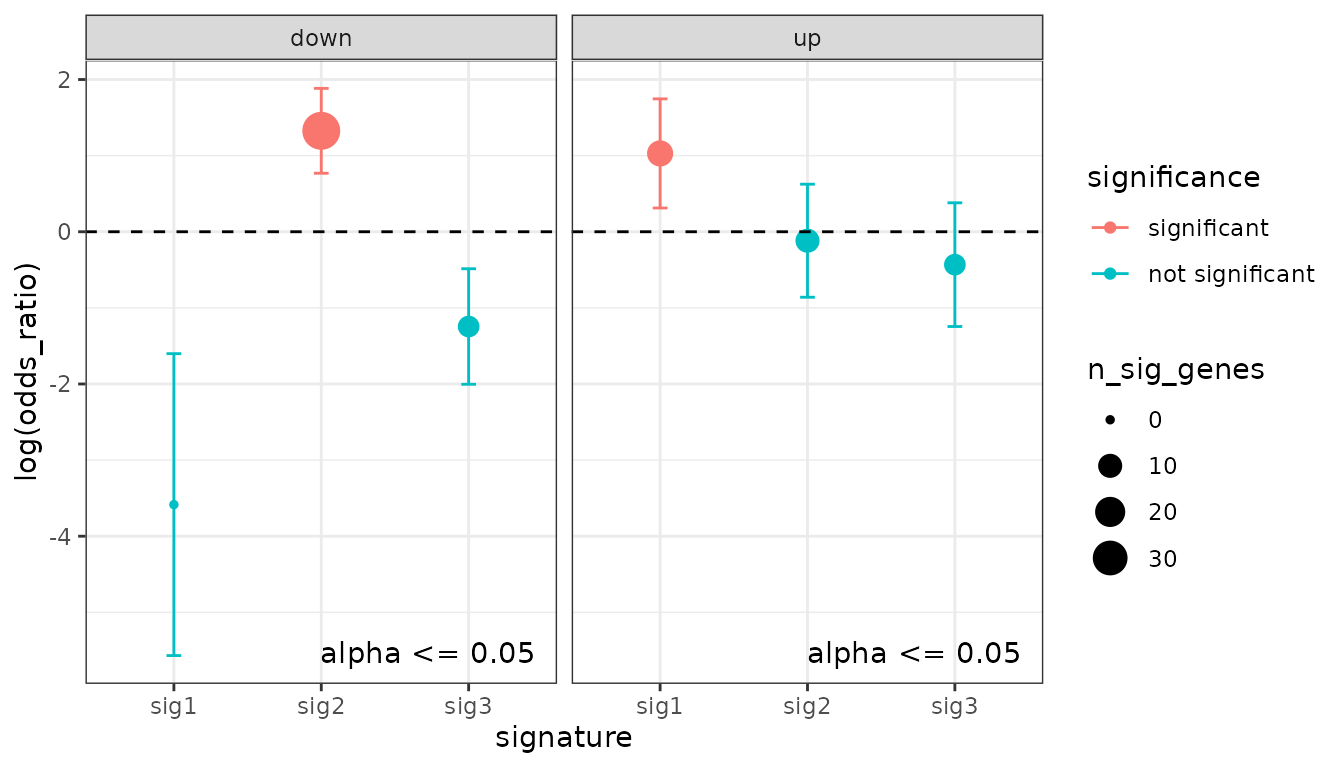 down
up
2
0
-2
-4
log(odds_ratio)
alpha <= 0.05
alpha <= 0.05
sig1
sig2
sig3
sig1
sig2
sig3
signature
significance
significant
not significant
n_sig_genes
0
10
20
30